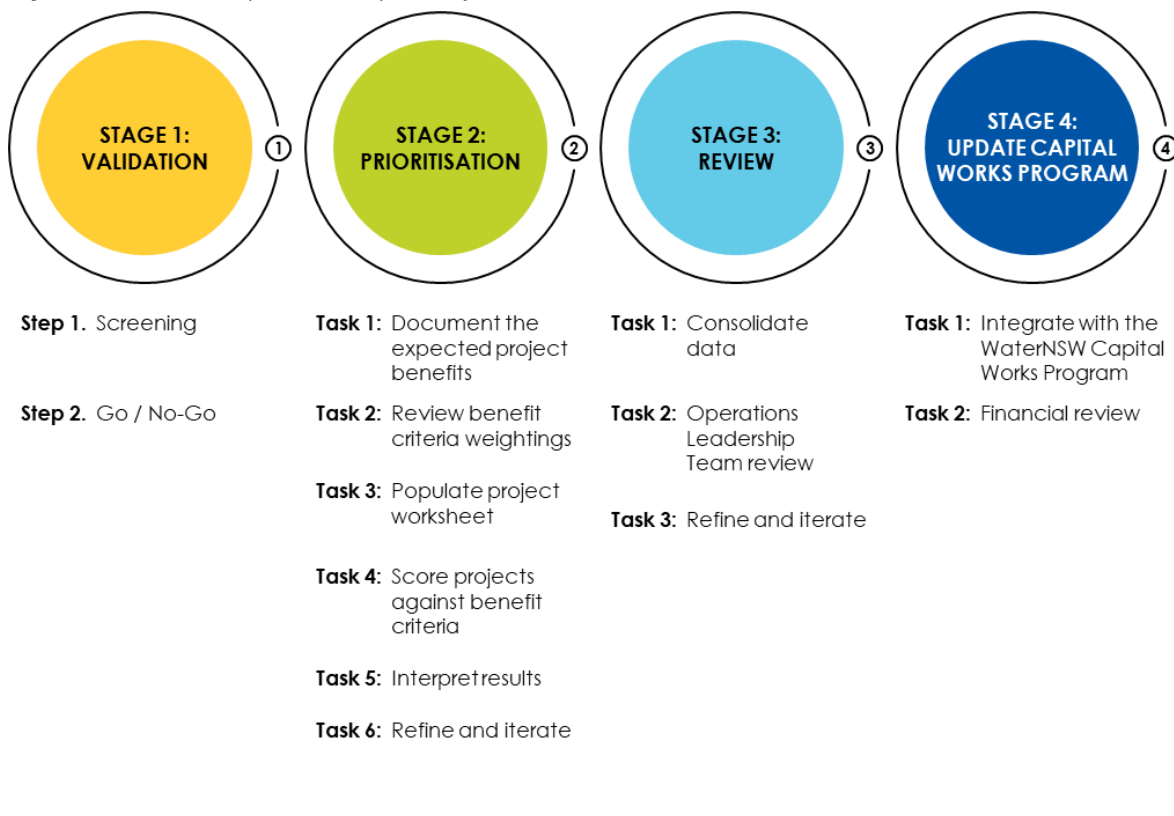 STAGE 1:
VALIDATION
1
STAGE 2:
PRIORITISATION
2
STAGE 3:
REVIEW
3
STAGE 4:
UPDATE CAPITAL
WORKS PROGRAM
4
Step 1. Screening
Step 2. Go / No-Go
Task 1: Document the
expected project
benefits
Task 2: Review benefit
criteria weightings
Task 3: Populate project
worksheet
Task 4: Score projects
against benefit
criteria
Task 5: Interpret results
Task 6: Refine and iterate
Task 1: Consolidate
data
Task 2: Operations
Leadership
Team review
Task 3: Refine and iterate
Task 1: Integrate with the
WaterNSW Capital
Works Program
Task 2: Financial review